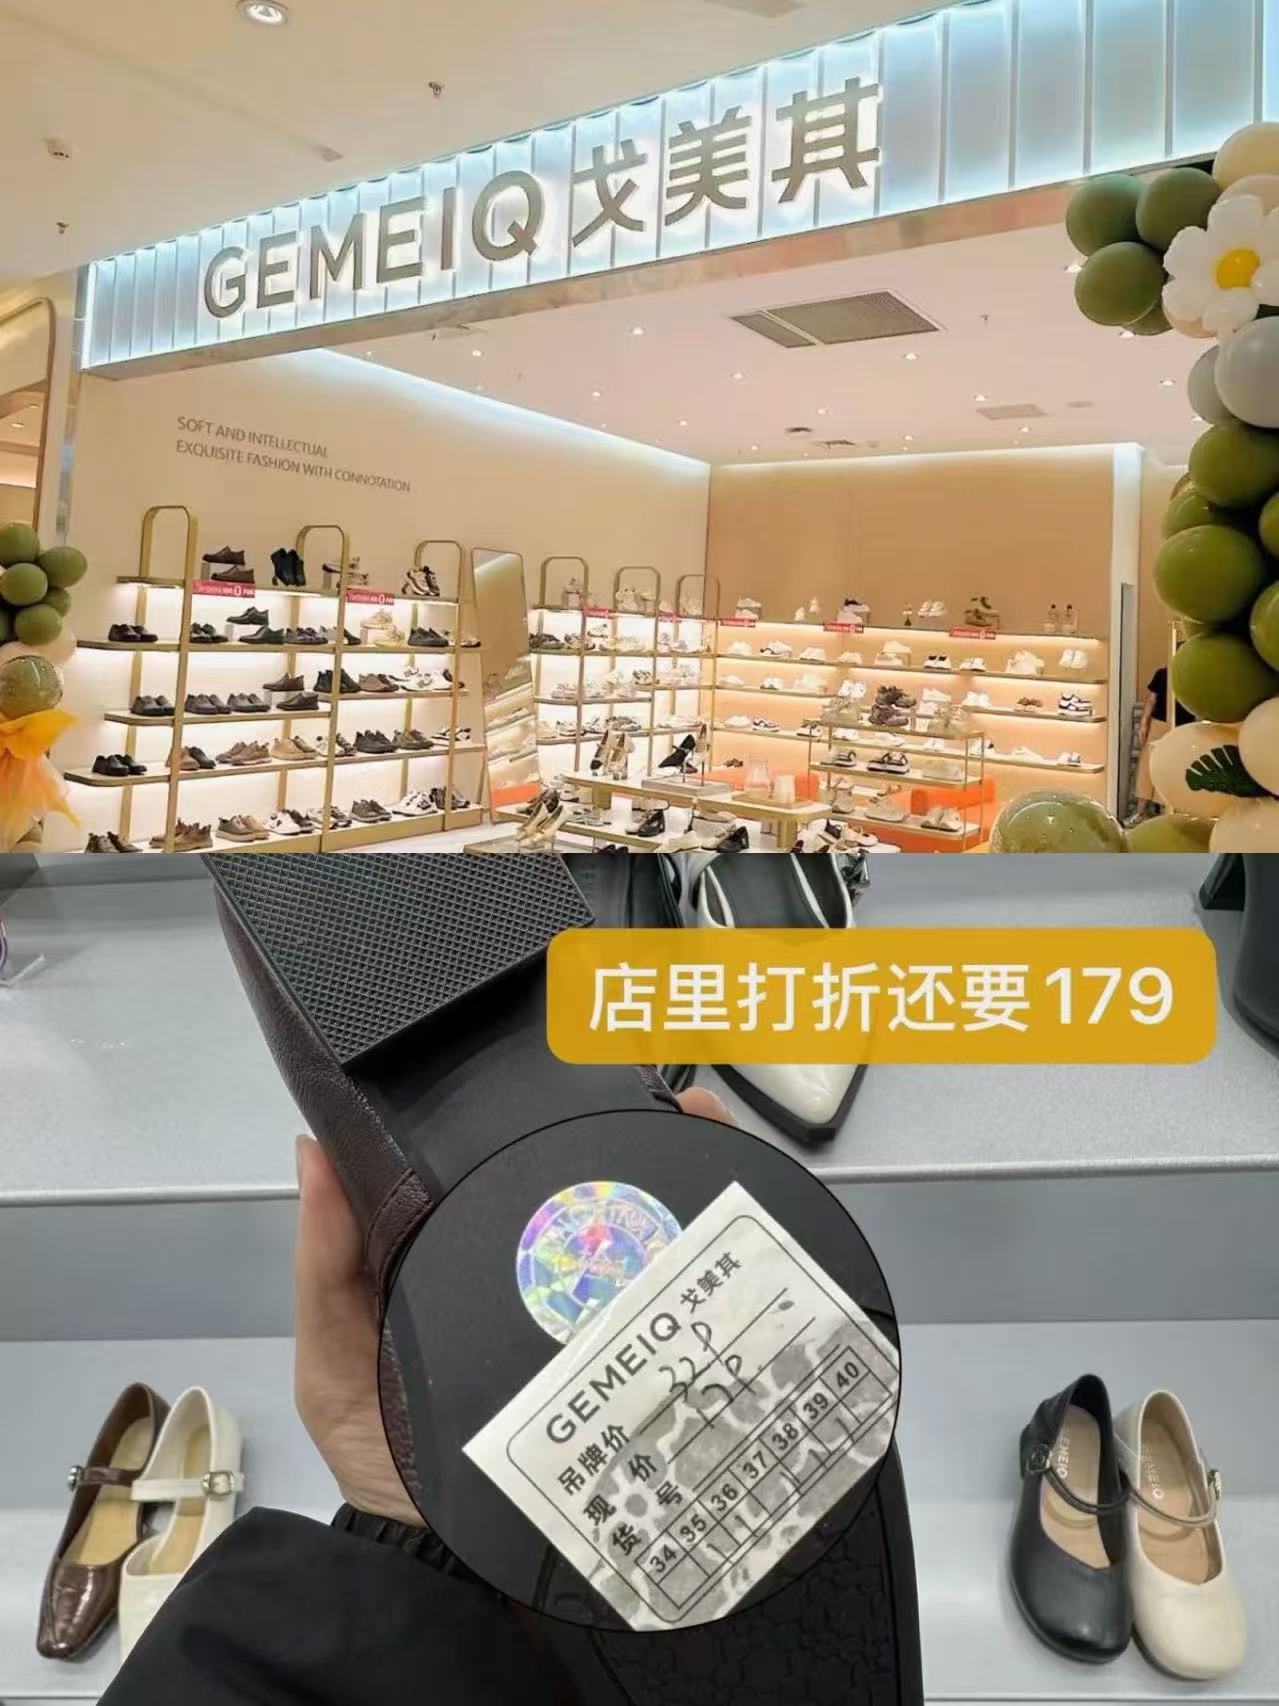 GEMEIQ 戈美其
SOFT AND INTELLECTUAL
EXQUISITE FASHION WITH CONNOTATION
店里打折还要179
GEMEIQ 戈美其
吊牌价
现 价
货 号
34 35 36 37 38 39 40
GEMEIQ
GEMEIQ